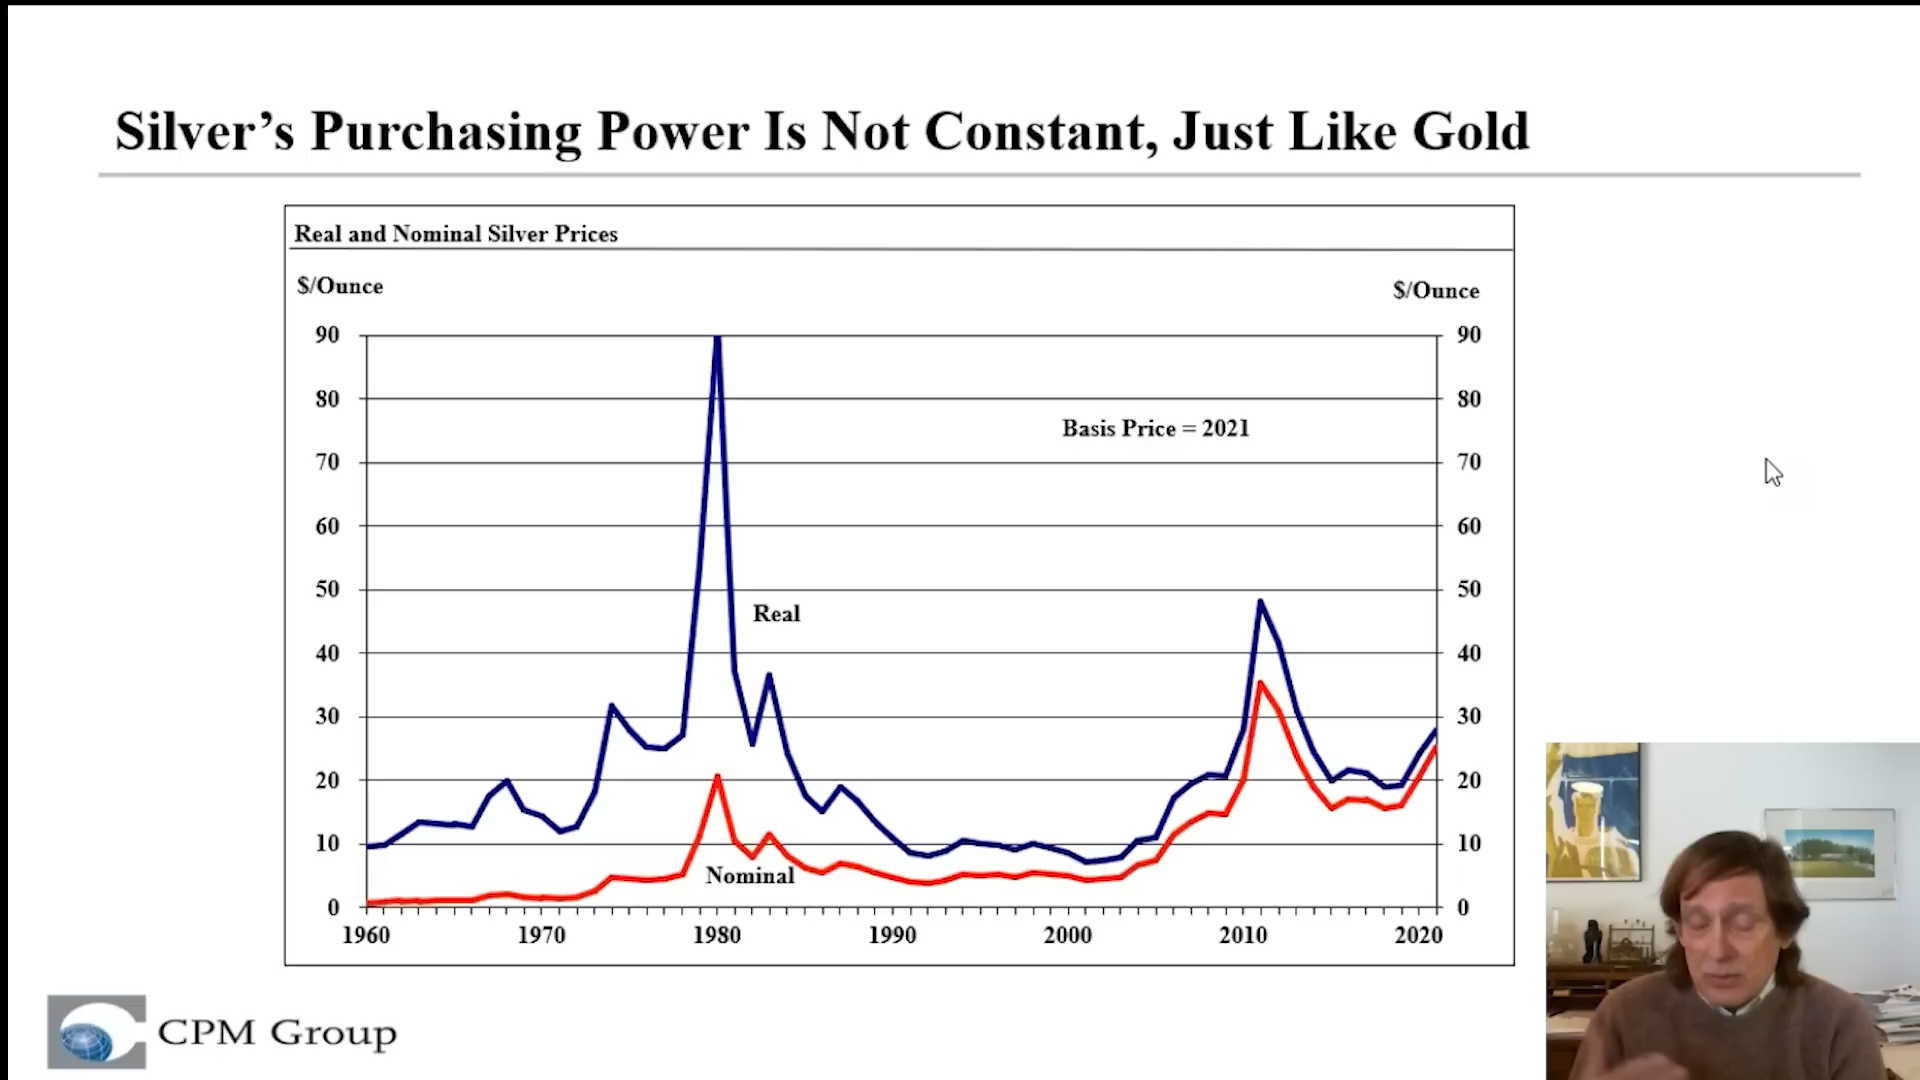 Silver’s Purchasing Power Is Not Constant, Just Like Gold
Real and Nominal Silver Prices
$/Ounce $/Ounce
90 90
80 80
Basis Price = 2021
70 70
60 60
50 50
Real
40 40
30 30
20 20
10 10
Nominal
0 0
1960 1970 1980 1990 2000 2010 2020
CPM Group